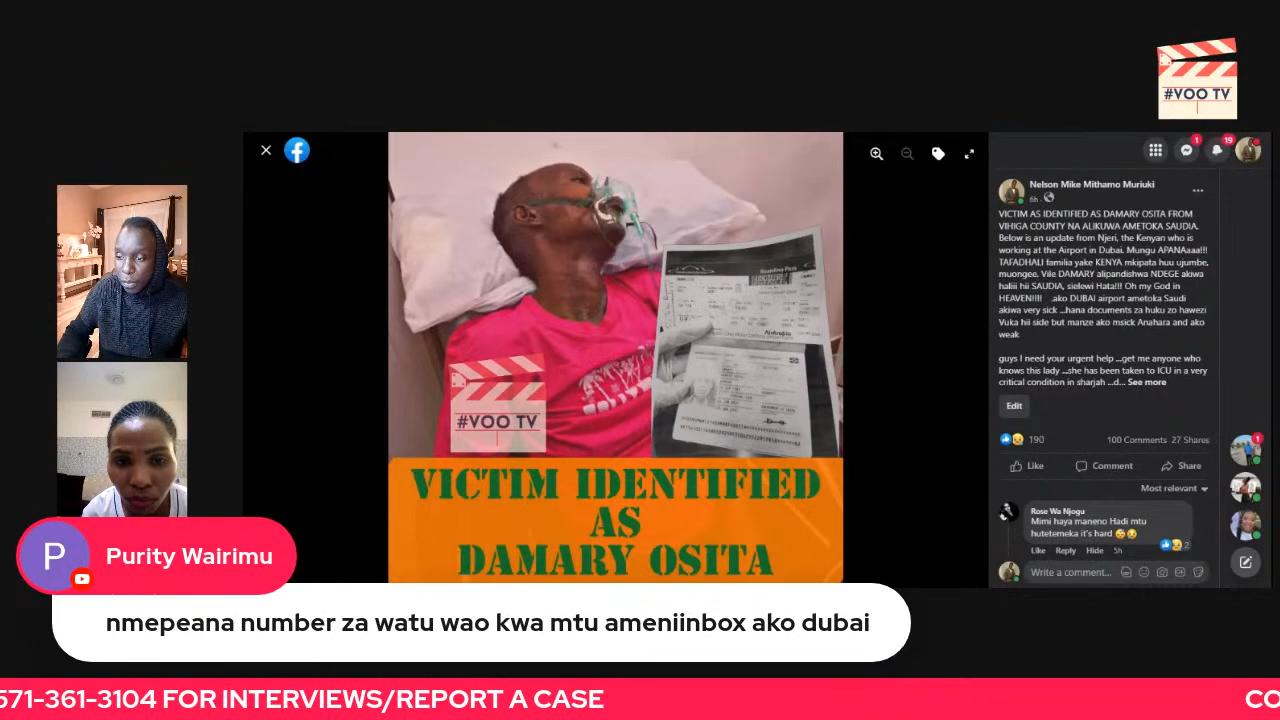 #VOO TV
1
19
Nelson Mike Mithamo Muriuki
6h
VICTIM AS IDENTIFIED AS DAMARY OSITA FROM
VIHIGA COUNTY NA ALIKUWA AMETOKA SAUDIA.
Below is an update from Njeri, the Kenyan who is
working at the Airport in Dubai. Mungu APANAaaa!!!
TAFADHALI familia yake KENYA mkipata huu ujumbe,
muongee. Vile DAMARY alipandishwa NDEGE akiwa
haliii hii SAUDIA, sielewi Hata!!! Oh my God in
HEAVEN!!!! .ako DUBAI airport ametoka Saudi
akiwa very sick ...hana documents za huku zo hawezi
Vuka hii side but manze ako msick Anahara and ako
weak
guys I need your urgent help ...get me anyone who
knows this lady ...she has been taken to ICU in a very
critical condition in sharjah ...d... See more
Edit
190
100 Comments 27 Shares
Like Comment Share
Most relevant
Rose Wa Njogu
Mimi haya maneno Hadi mtu
hutetemeka it's hard
2
Like Reply Hide 5h
Write a comment...
1
Boarding Pass
#VOO TV
VICTIM IDENTIFIED
AS
DAMARY OSITA
P
Purity Wairimu
nmepeana number za watu wao kwa mtu ameniinbox ako dubai
571-361-3104 FOR INTERVIEWS/REPORT A CASE
CO